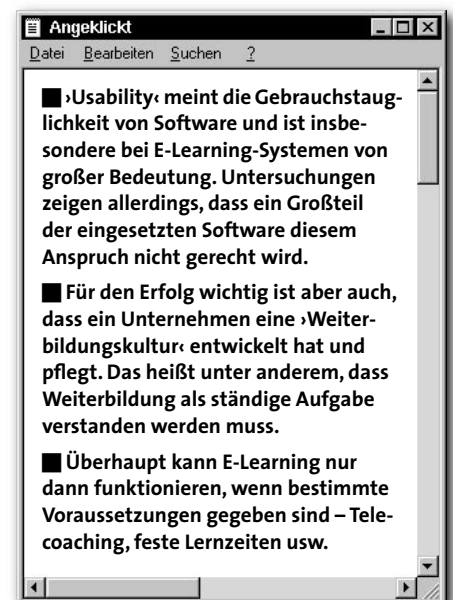 Angeklickt
Datei Bearbeiten Suchen ?
■ ›Usability‹ meint die Gebrauchstaug-
lichkeit von Software und ist insbe-
sondere bei E-Learning-Systemen von
großer Bedeutung. Untersuchungen
zeigen allerdings, dass ein Großteil
der eingesetzten Software diesem
Anspruch nicht gerecht wird.
■ Für den Erfolg wichtig ist aber auch,
dass ein Unternehmen eine ›Weiter-
bildungskultur‹ entwickelt hat und
pflegt. Das heißt unter anderem, dass
Weiterbildung als ständige Aufgabe
verstanden werden muss.
■ Überhaupt kann E-Learning nur
dann funktionieren, wenn bestimmte
Voraussetzungen gegeben sind – Tele-
coaching, feste Lernzeiten usw.